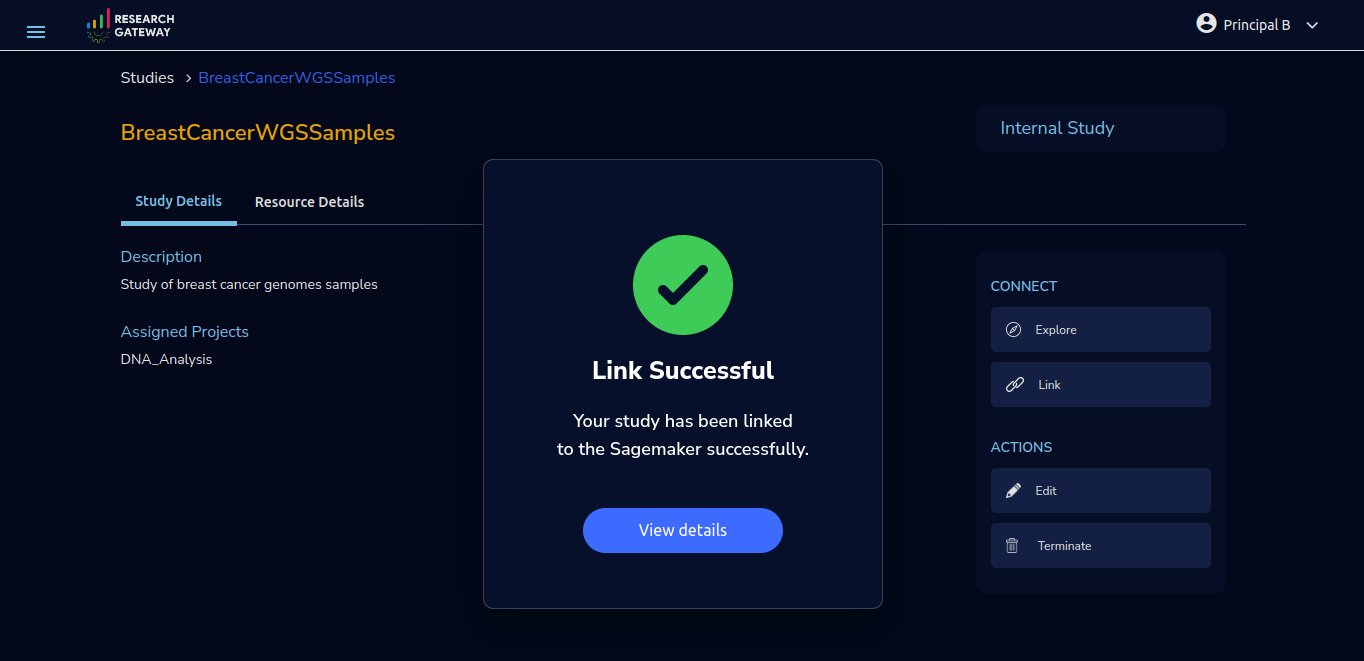 RESEARCH
GATEWAY
Principal B
Studies > BreastCancerWGSSamples
BreastCancerWGSSamples
Internal Study
Study Details
Resource Details
Description
Study of breast cancer genomes samples
Assigned Projects
DNA_Analysis
Link Successful
Your study has been linked
to the Sagemaker successfully.
View details
CONNECT
Explore
Link
ACTIONS
Edit
Terminate